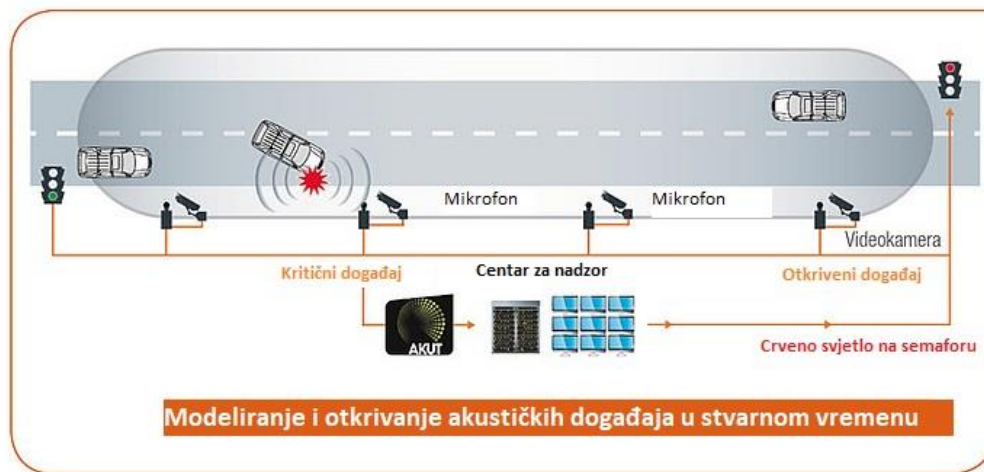 Mikrofon
Mikrofon
Videokamera
Kritični događaj
Centar za nadzor
Otkriveni događaj
AKUT
Crveno svjetlo na semaforu
Modeliranje i otkrivanje akustičkih događaja u stvarnom vremenu